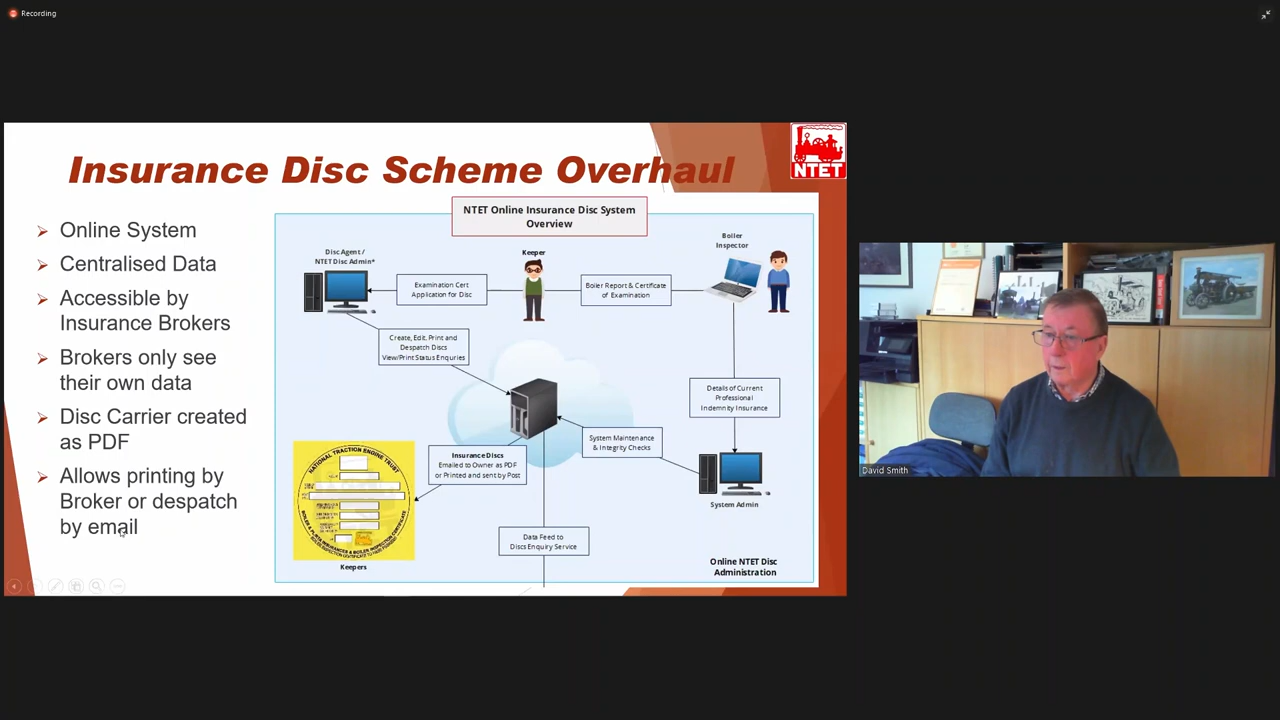 Recording
Insurance Disc Scheme Overhaul
NTET
Online System
Centralised Data
Accessible by
Insurance Brokers
Brokers only see
their own data
Disc Carrier created
as PDF
Allows printing by
Broker or despatch
by email
NTET Online Insurance Disc System
Overview
Disc Agent /
NTET Disc Admin*
Examination Cert
Application for Disc
Keeper
Boiler Report & Certificate
of Examination
Boiler
Inspector
Create, Edit, Print and
Despatch Discs
View/Print Status Enquries
Details of Current
Professional
Indemnity Insurance
System Maintenance
& Integrity Checks
Insurance Discs
Emailed to Owner as PDF
or Printed and sent by Post
System Admin
NATIONAL TRACTION ENGINE TRUST
Keepers
Data Feed to
Discs Enquiry Service
Online NTET Disc
Administration
David Smith